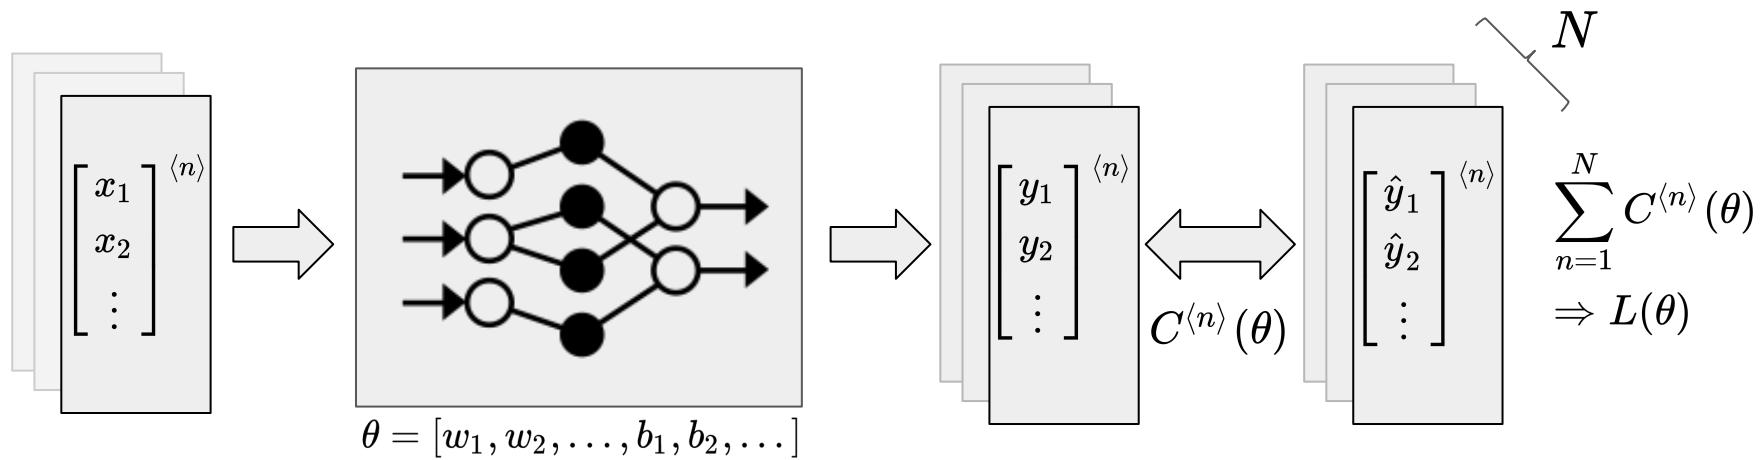 N
x₁
x₂
⋮
⟨n⟩
y₁
y₂
⋮
⟨n⟩
C⟨n⟩(θ)
ŷ₁
ŷ₂
⋮
⟨n⟩
∑ₙ₌₁ᴺ C⟨n⟩(θ)
⇒ L(θ)
θ = [w₁, w₂, . . . , b₁, b₂, . . . ]